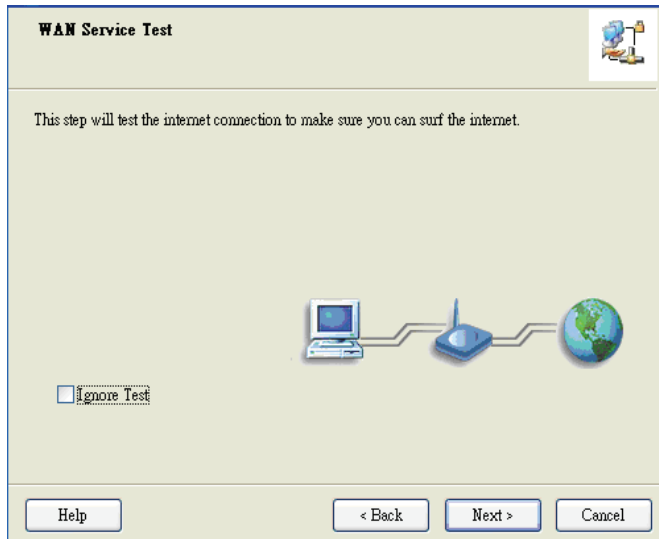 WAN Service Test
This step will test the internet connection to make sure you can surf the internet.
Ignore Test
Help
< Back
Next >
Cancel